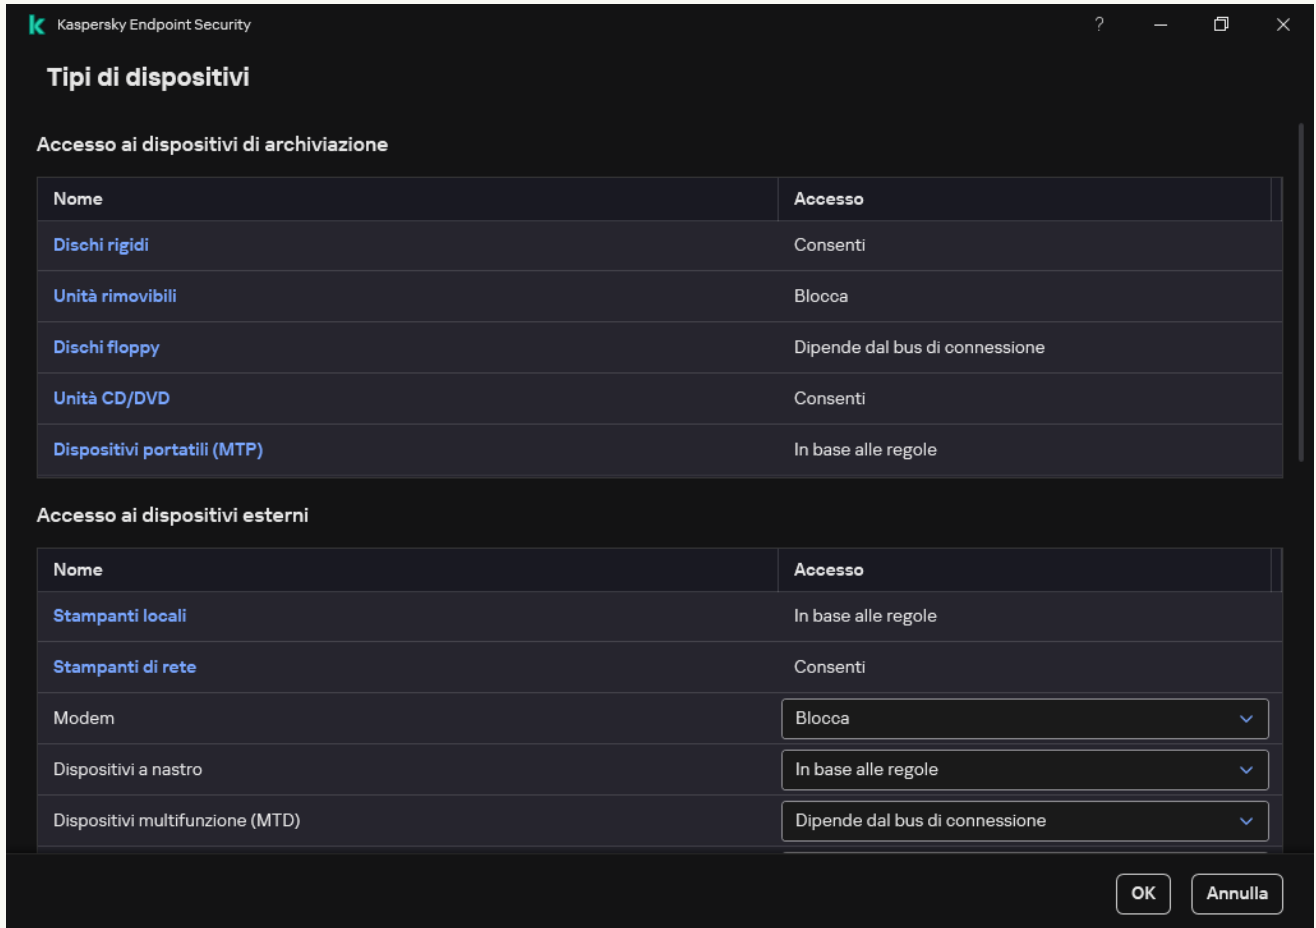 Kaspersky Endpoint Security
Tipi di dispositivi
Accesso ai dispositivi di archiviazione
Nome Accesso
Dischi rigidi Consenti
Unità rimovibili Blocca
Dischi floppy Dipende dal bus di connessione
Unità CD/DVD Consenti
Dispositivi portatili (MTP) In base alle regole
Accesso ai dispositivi esterni
Nome Accesso
Stampanti locali In base alle regole
Stampanti di rete Consenti
Modem Blocca
Dispositivi a nastro In base alle regole
Dispositivi multifunzione (MTD) Dipende dal bus di connessione
OK Annulla